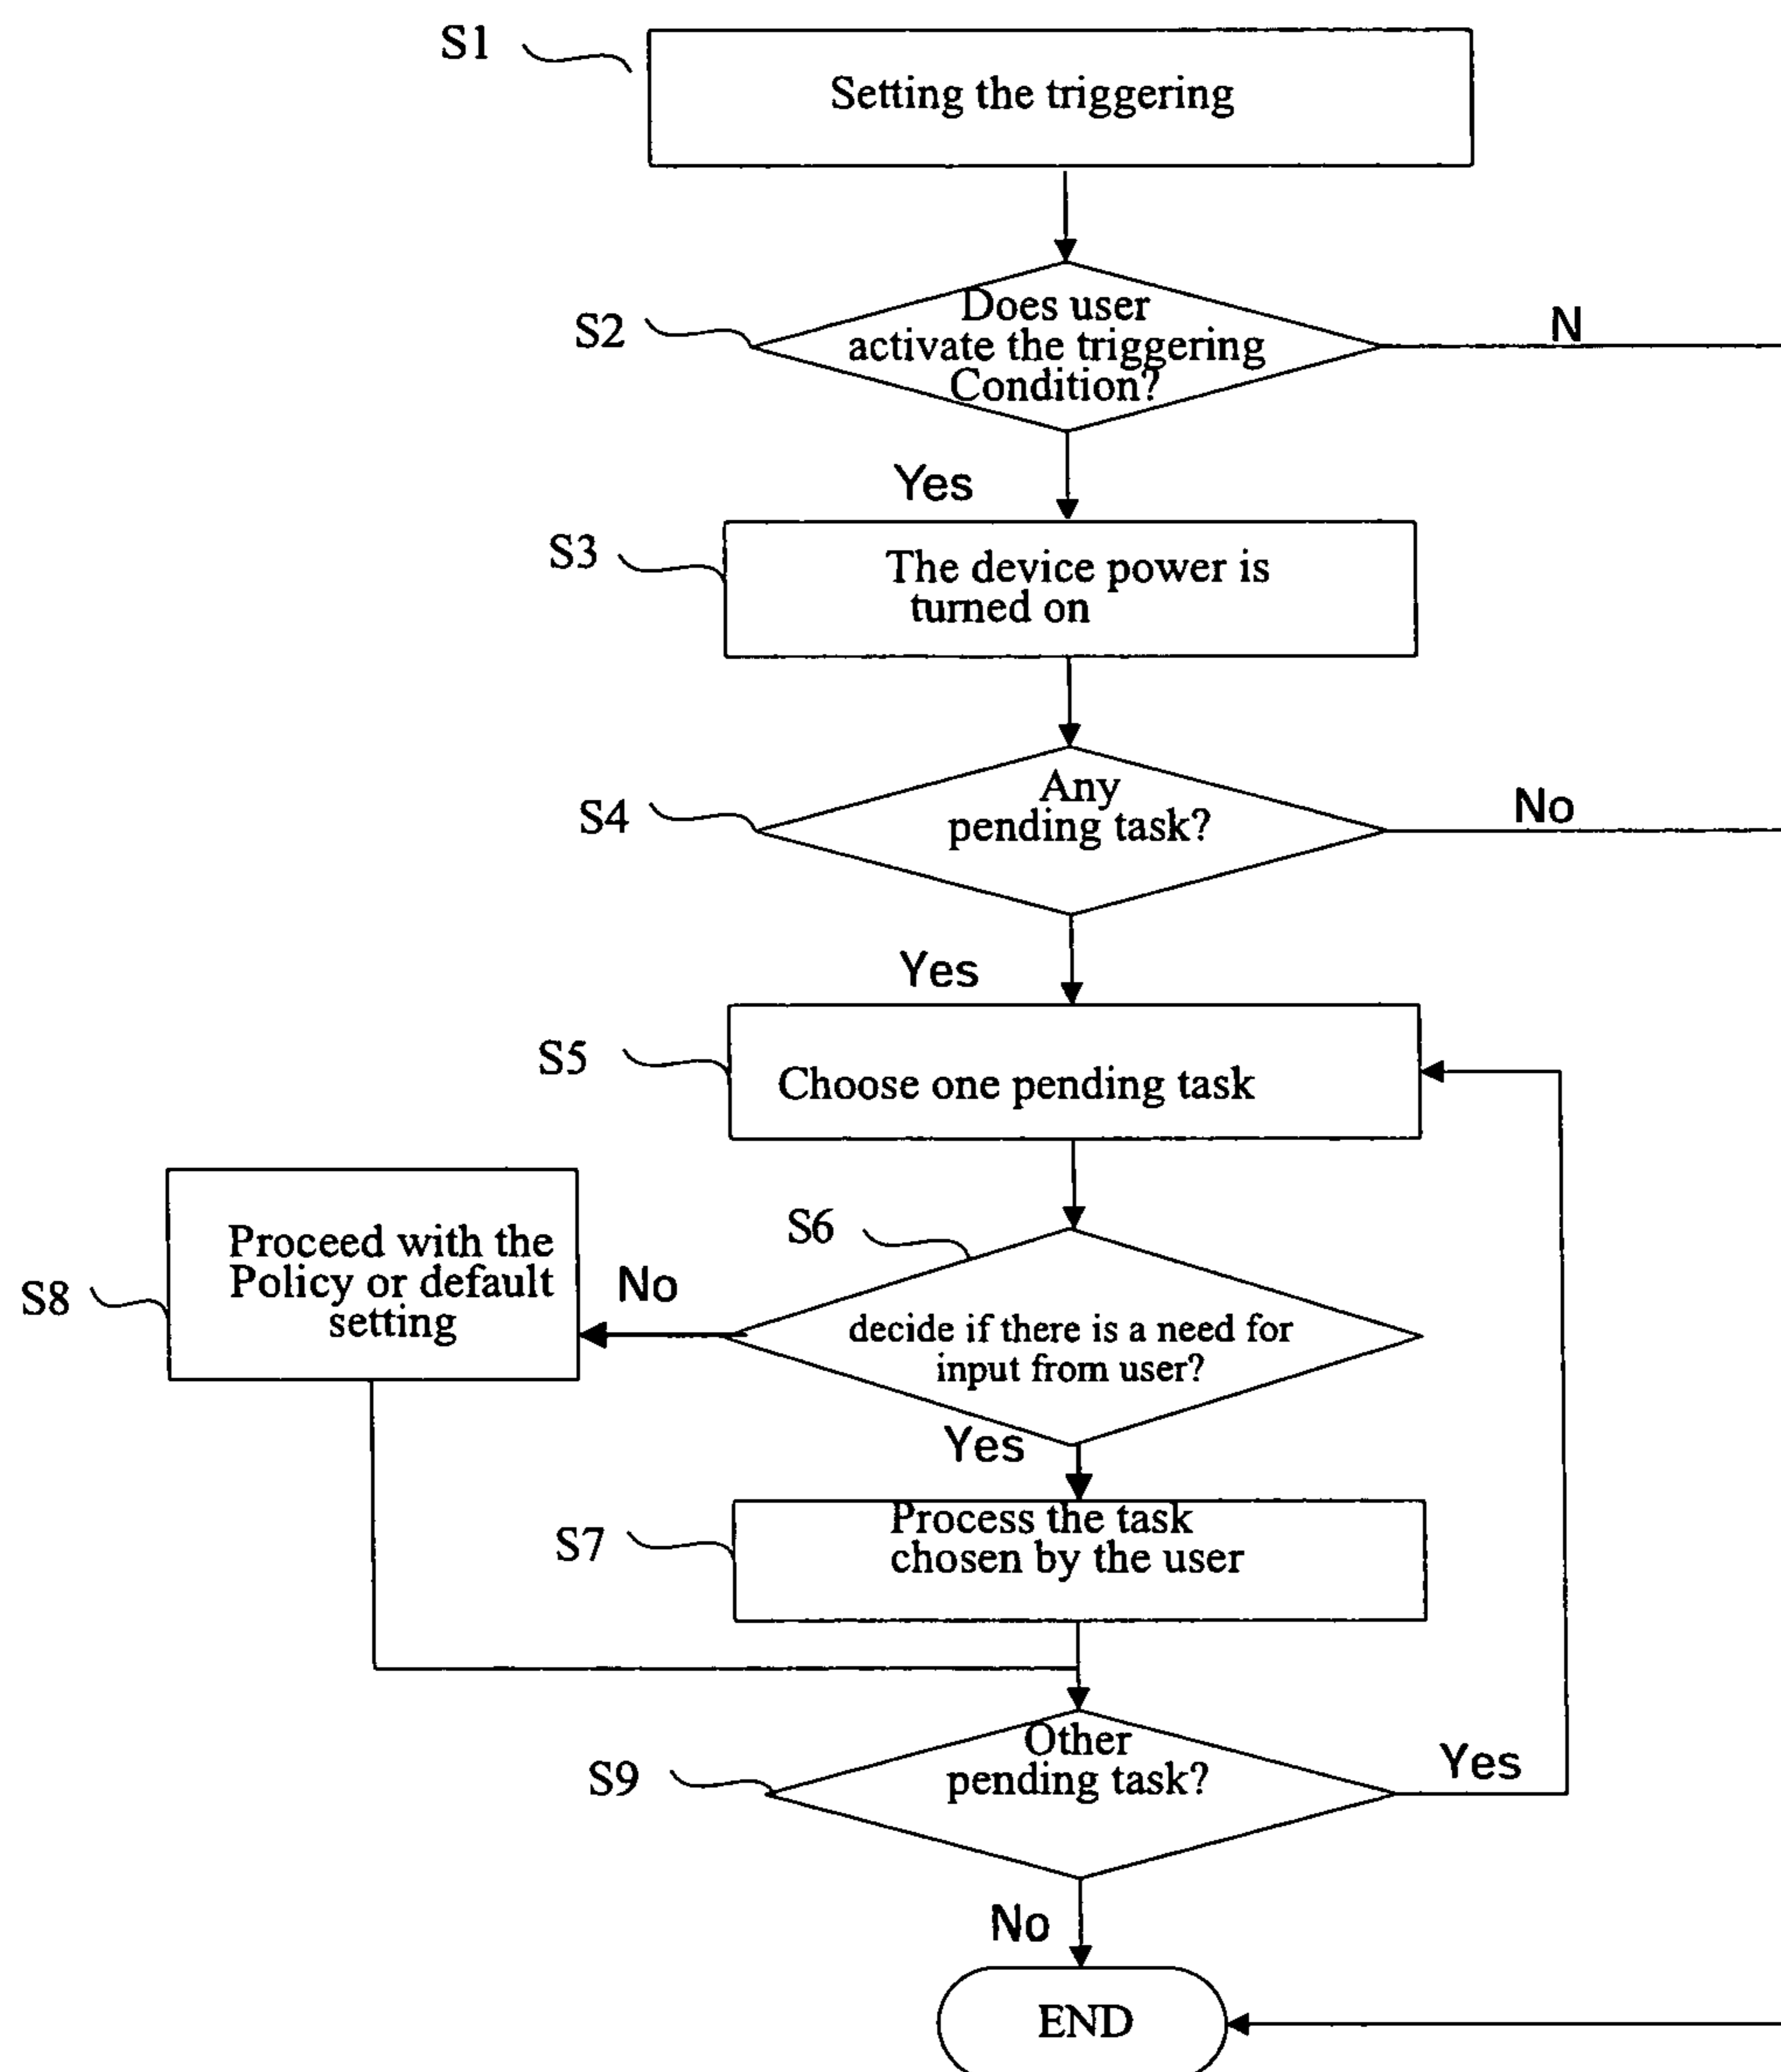 S1
Setting the triggering
S2
Does user
activate the triggering
Condition?
N
Yes
S3
The device power is
turned on
S4
Any
pending task?
No
Yes
S5
Choose one pending task
S6
decide if there is a need for
input from user?
No
S8
Proceed with the
Policy or default
setting
Yes
S7
Process the task
chosen by the user
S9
Other
pending task?
Yes
No
END